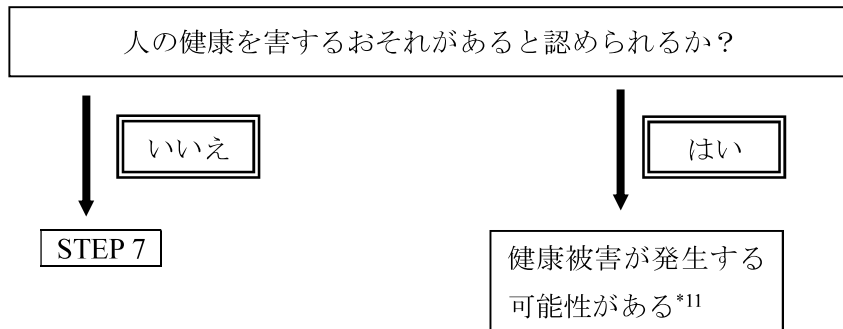 人の健康を害するおそれがあると認められるか？
いいえ
はい
STEP 7
健康被害が発生する
可能性がある*11